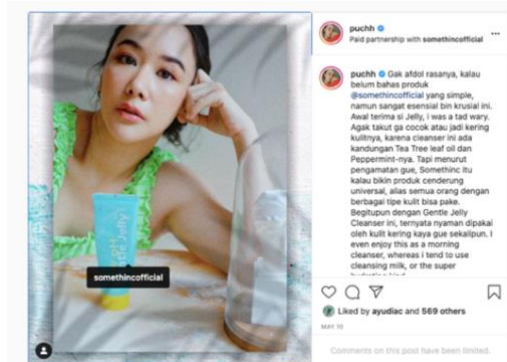 puchh
Paid partnership with somethincofficial
puchh Gak afdol rasanya, kalau
belum bahas produk
@somethincofficial yang simple,
namun sangat esensial bin krusial ini.
Awal terima si Jelly, i was a tad wary.
Agak takut ga cocok atau jadi kering
kulitnya, karena cleanser ini ada
kandungan Tea Tree leaf oil dan
Peppermint-nya. Tapi menurut
pengamatan gue, Somethinc itu
kalau bikin produk cenderung
universal, alias semua orang dengan
berbagai tipe kulit bisa pake.
Begitupun dengan Gentle Jelly
Cleanser ini, ternyata nyaman dipakai
oleh kulit kering kaya gue sekalipun. I
even enjoy this as a morning
cleanser, whereas i tend to use
cleansing milk, or the super
Jelly
somethincofficial
Liked by ayudiac and 569 others
MAY 10
Comments on this post have been limited.